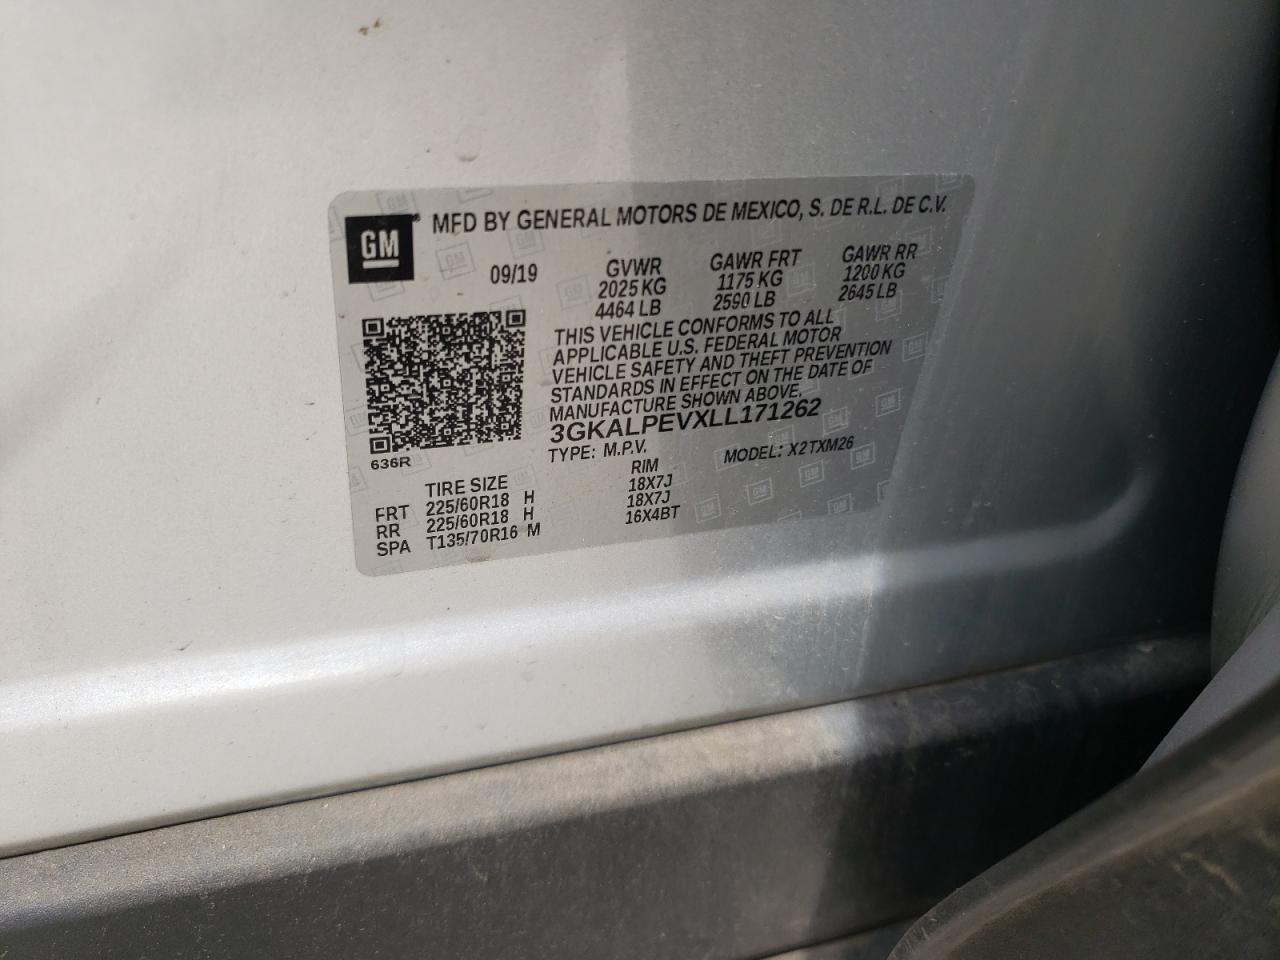 GM
MFD BY GENERAL MOTORS DE MEXICO, S. DE R.L. DE C.V.
09/19 GVWR GAWR FRT GAWR RR
2025 KG 1175 KG 1200 KG
4464 LB 2590 LB 2645 LB
THIS VEHICLE CONFORMS TO ALL
APPLICABLE U.S. FEDERAL MOTOR
VEHICLE SAFETY AND THEFT PREVENTION
STANDARDS IN EFFECT ON THE DATE OF
MANUFACTURE SHOWN ABOVE.
3GKALPEVXLL171262
636R
TYPE: M.P.V. MODEL: X2TXM26
TIRE SIZE RIM
FRT 225/60R18 H 18X7J
RR 225/60R18 H 18X7J
SPA T135/70R16 M 16X4BT